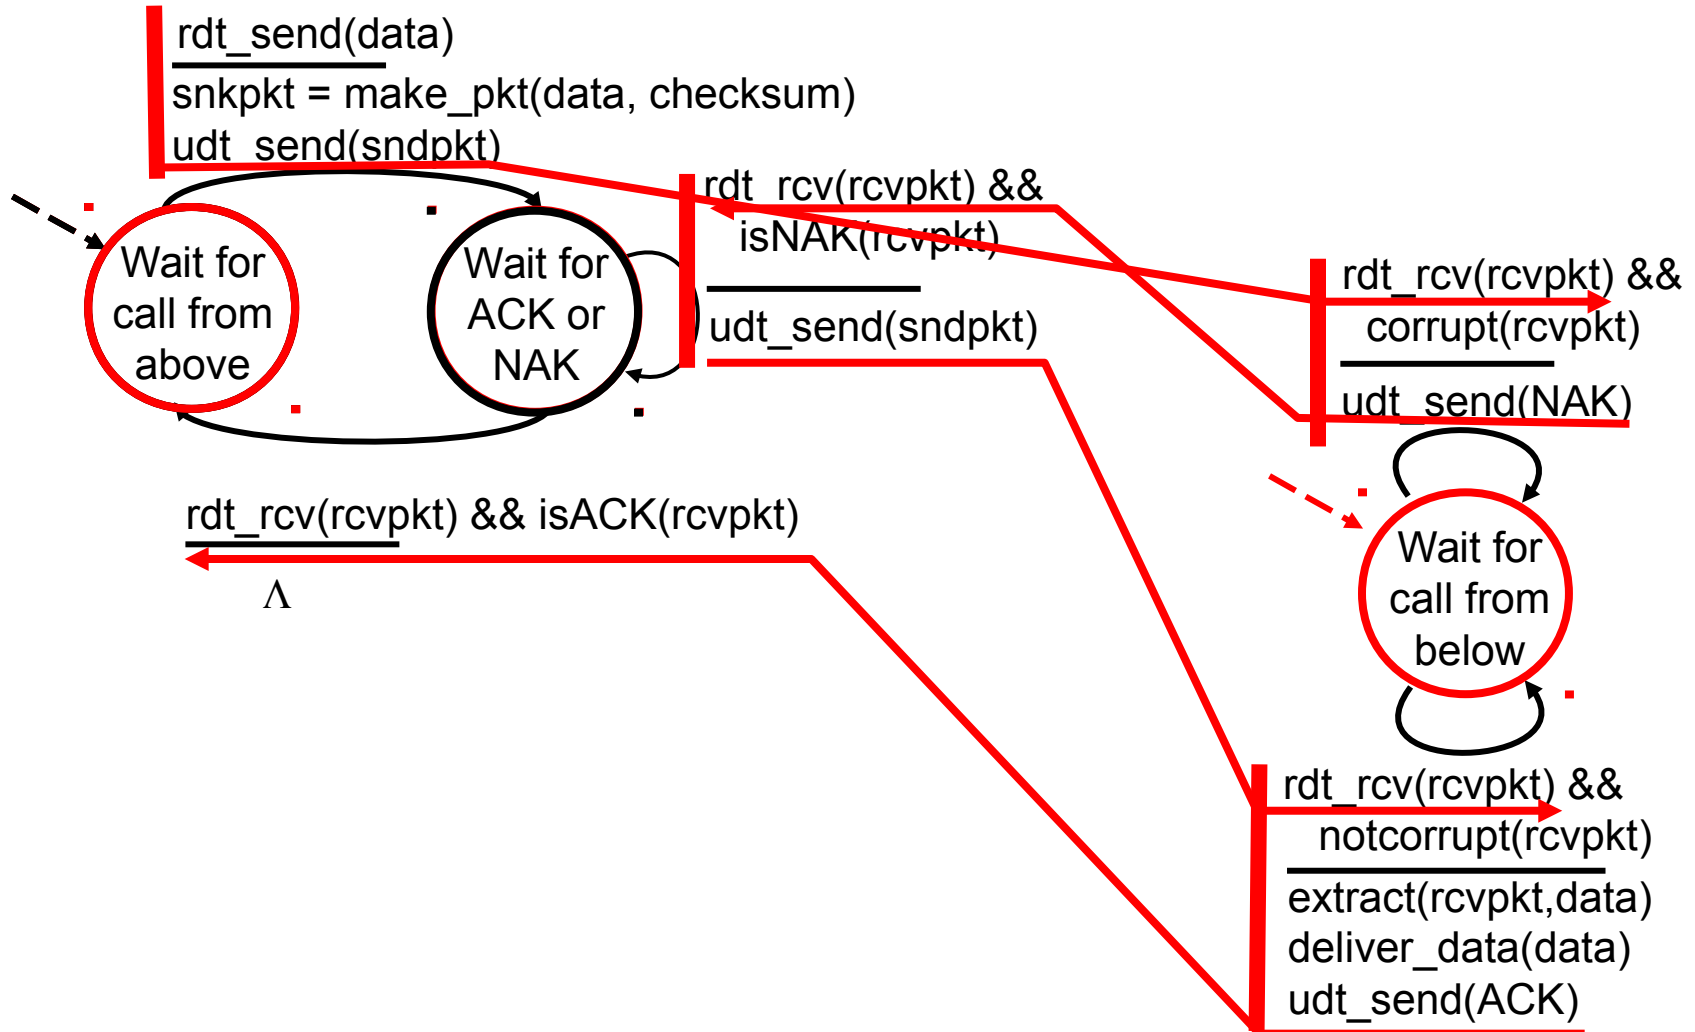 rdt_send(data)
snkpkt = make_pkt(data, checksum)
udt_send(sndpkt)
rdt_rcv(rcvpkt) &&
isNAK(rcvpkt)
udt_send(sndpkt)
Wait for
call from
above
Wait for
ACK or
NAK
rdt_rcv(rcvpkt) && isACK(rcvpkt)
Λ
rdt_rcv(rcvpkt) &&
corrupt(rcvpkt)
udt_send(NAK)
Wait for
call from
below
rdt_rcv(rcvpkt) &&
notcorrupt(rcvpkt)
extract(rcvpkt,data)
deliver_data(data)
udt_send(ACK)